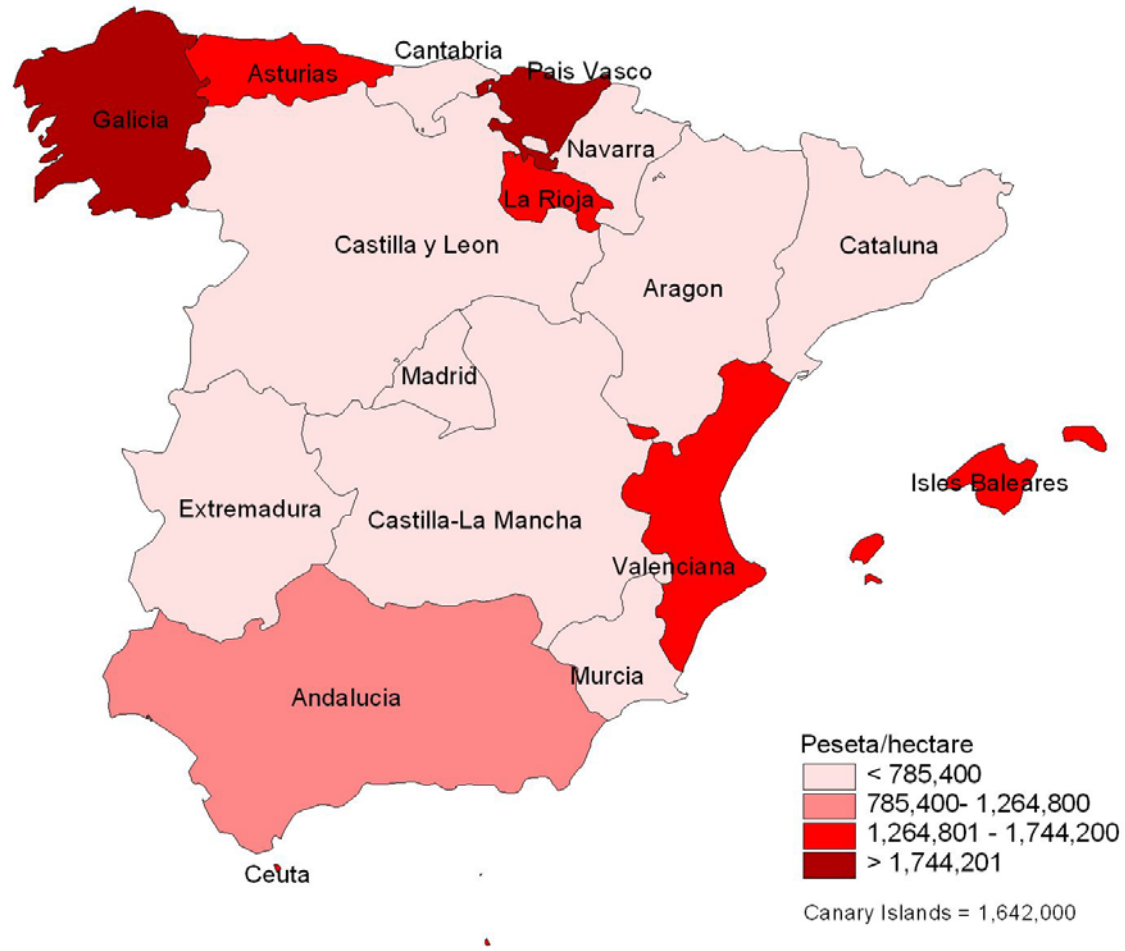 Cantabria
Pais Vasco
Asturias
Galicia
Navarra
La Rioja
Castilla y Leon
Cataluna
Aragon
Madrid
Isles Baleares
Extremadura
Castilla-La Mancha
Valenciana
Murcia
Andalucia
Peseta/hectare
< 785,400
785,400- 1,264,800
1,264,801 - 1,744,200
> 1,744,201
Ceuta
Canary Islands = 1,642,000